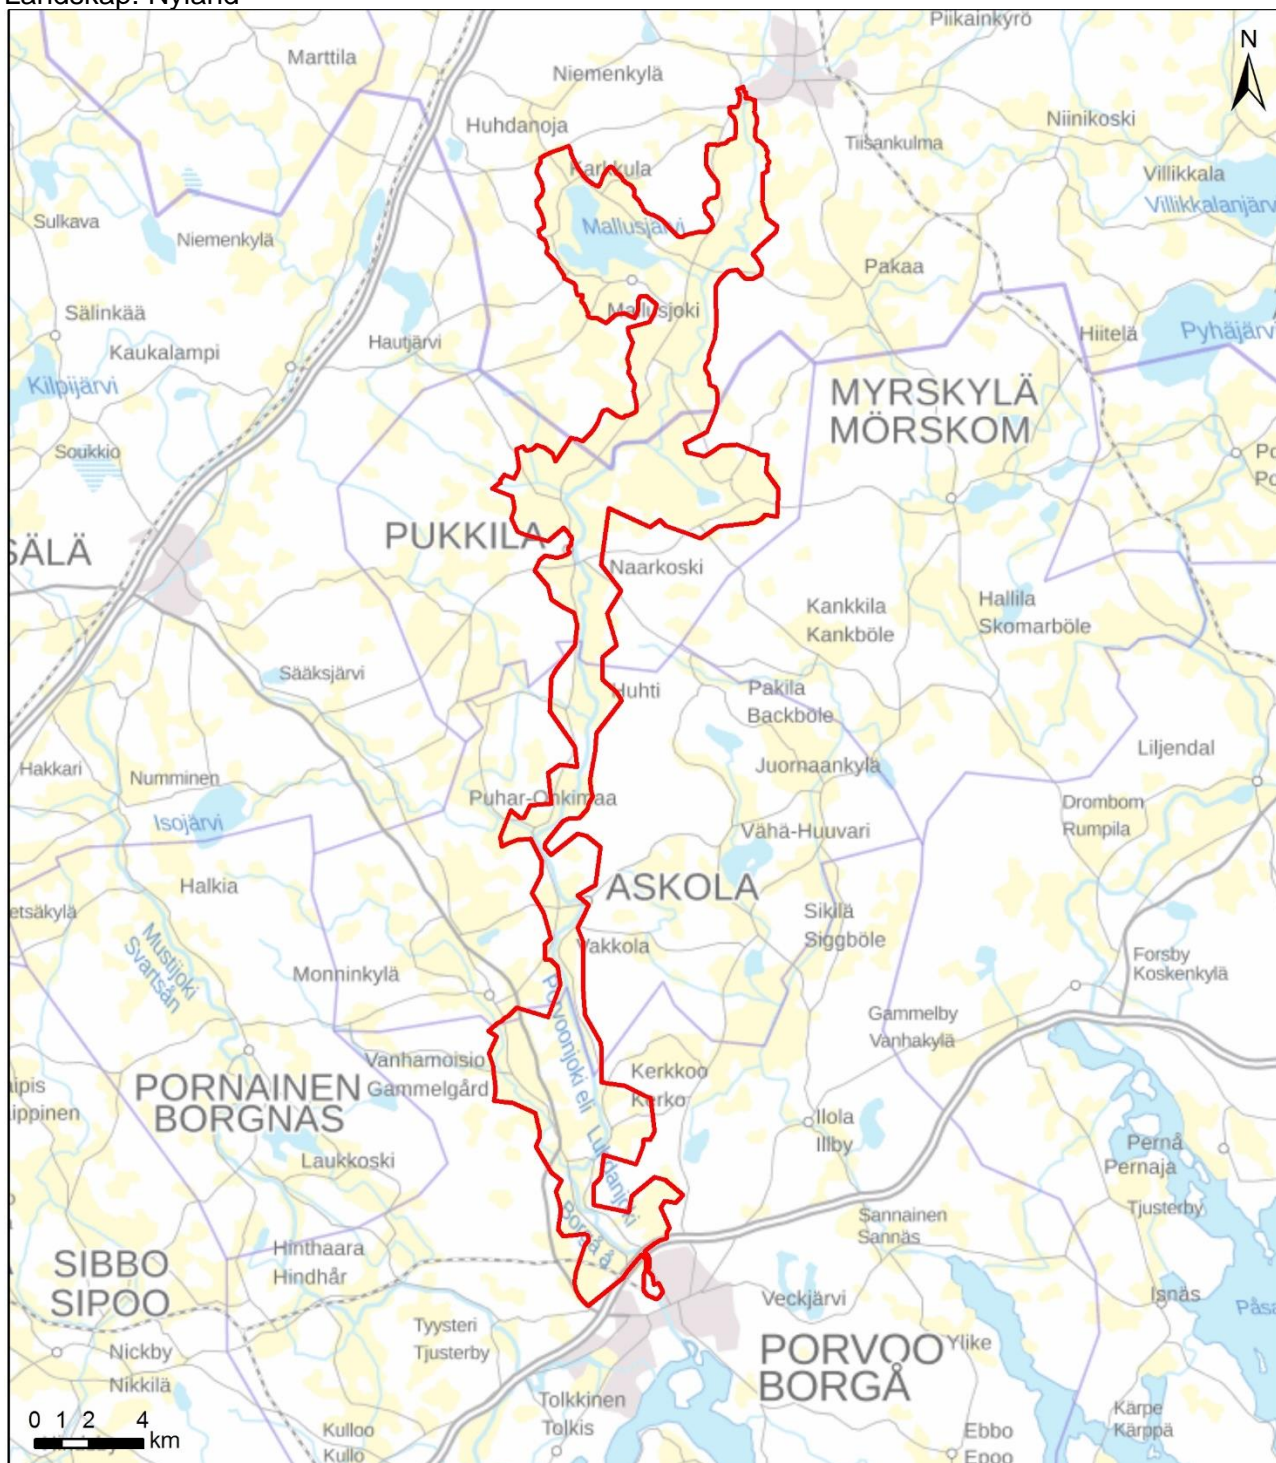 Landskap: Nyland
Piikainkyrö
N
Marttila
Niemenkylä
Huhdanoja
Niinikoski
Tiisankulma
Karkkula
Villikkala
Villikkalanjärvi
Sulkava
Niemenkylä
Mallusjärvi
Pakaa
Sälinkää
Mallusjoki
Hautjärvi
Kaukalampi
Hiitelä
Pyhäjärvi
Kilpijärvi
MYRSKYLÄ
MÖRSKOM
Soukkio
PUKKILA
Naarkoski
Kankkila
Kankböle
Hallila
Skomarböle
Sääksjärvi
Huhti
Pakila
Backböle
Liljendal
Hakkari
Numminen
Juornaankylä
Puhar-Onkimaa
Isojärvi
Drombom
Rumpila
Vähä-Huuvari
Halkia
ASKOLA
Sikilä
Siggböle
Mustijoki
Svartsån
Vakkola
Monninkylä
Forsby
Koskenkylä
Porvoonjoki eli
Luhdanjoki
Borgå å
Gammelby
Vanhakylä
Vanhamoisio
Gammelgård
Kerkkoo
Kerko
PORNAINEN
BORGNAS
Ilola
Illby
Laukkoski
Pernå
Pernaja
Tjusterby
Sannainen
Sannäs
SIBBO
SIPOO
Hinthaara
Hindhår
Veckjärvi
Isnäs
Tyysteri
Tjusterby
PORVOO
BORGÅ
Ylike
Nickby
Nikkilä
Tolkkinen
Tolkis
Kärpe
Kärppä
Kulloo
Kullo
Ebbo
Epoo
0 1 2 4
km